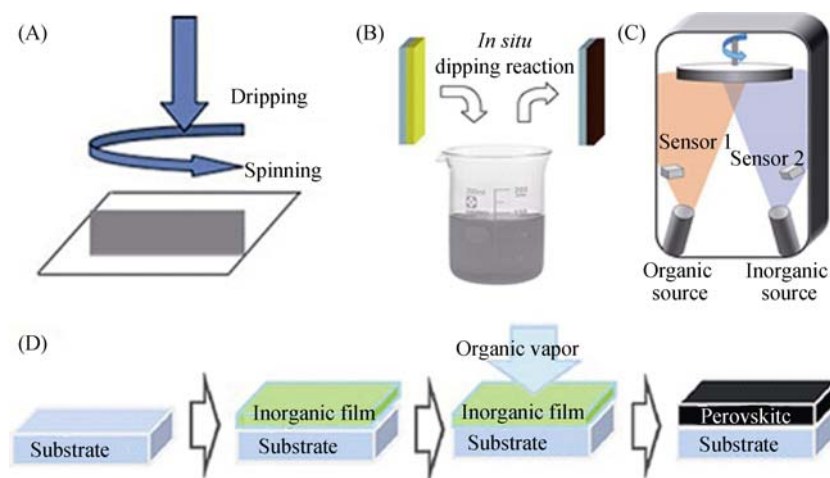 (A)
Dripping
Spinning
(B)
In situ
dipping reaction
(C)
Sensor 1
Sensor 2
Organic
source
Inorganic
source
(D)
Substrate
Inorganic film
Substrate
Organic vapor
Inorganic film
Substrate
Perovskitc
Substrate